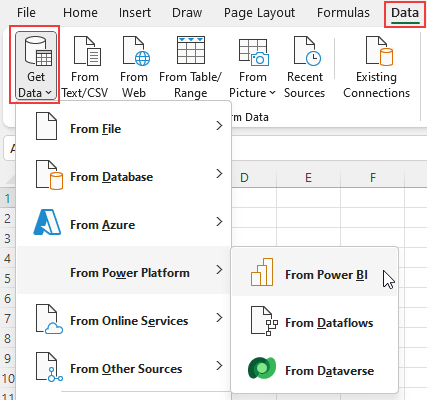 File Home Insert Draw Page Layout Formulas Data
Get From From From Table/ From Recent Existing
Data Text/CSV Web Range Picture Sources Connections
rm Data
From File
From Database
D E F
From Azure
From Power Platform
From Power BI
From Online Services
From Dataflows
From Other Sources
From Dataverse
1
2
3
4
5
6
7
8
9
10
11